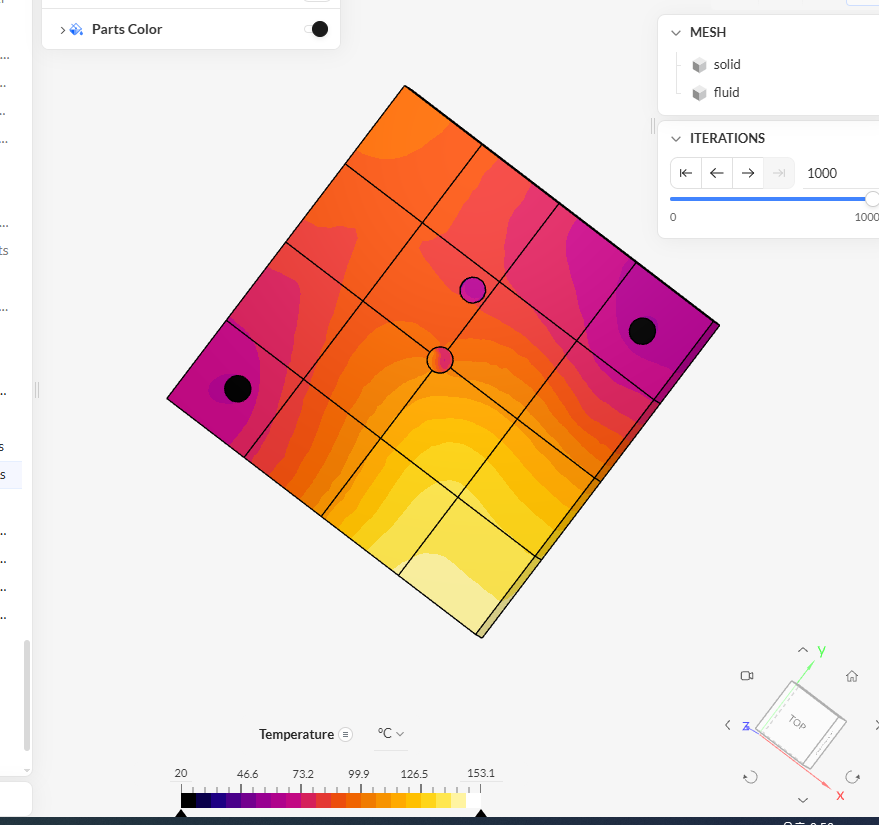 Parts Color
MESH
solid
fluid
ITERATIONS
1000
0
1000
ts
s
s
Y
TOP
Z
X
Temperature
°C
20
46.6
73.2
99.9
126.5
153.1